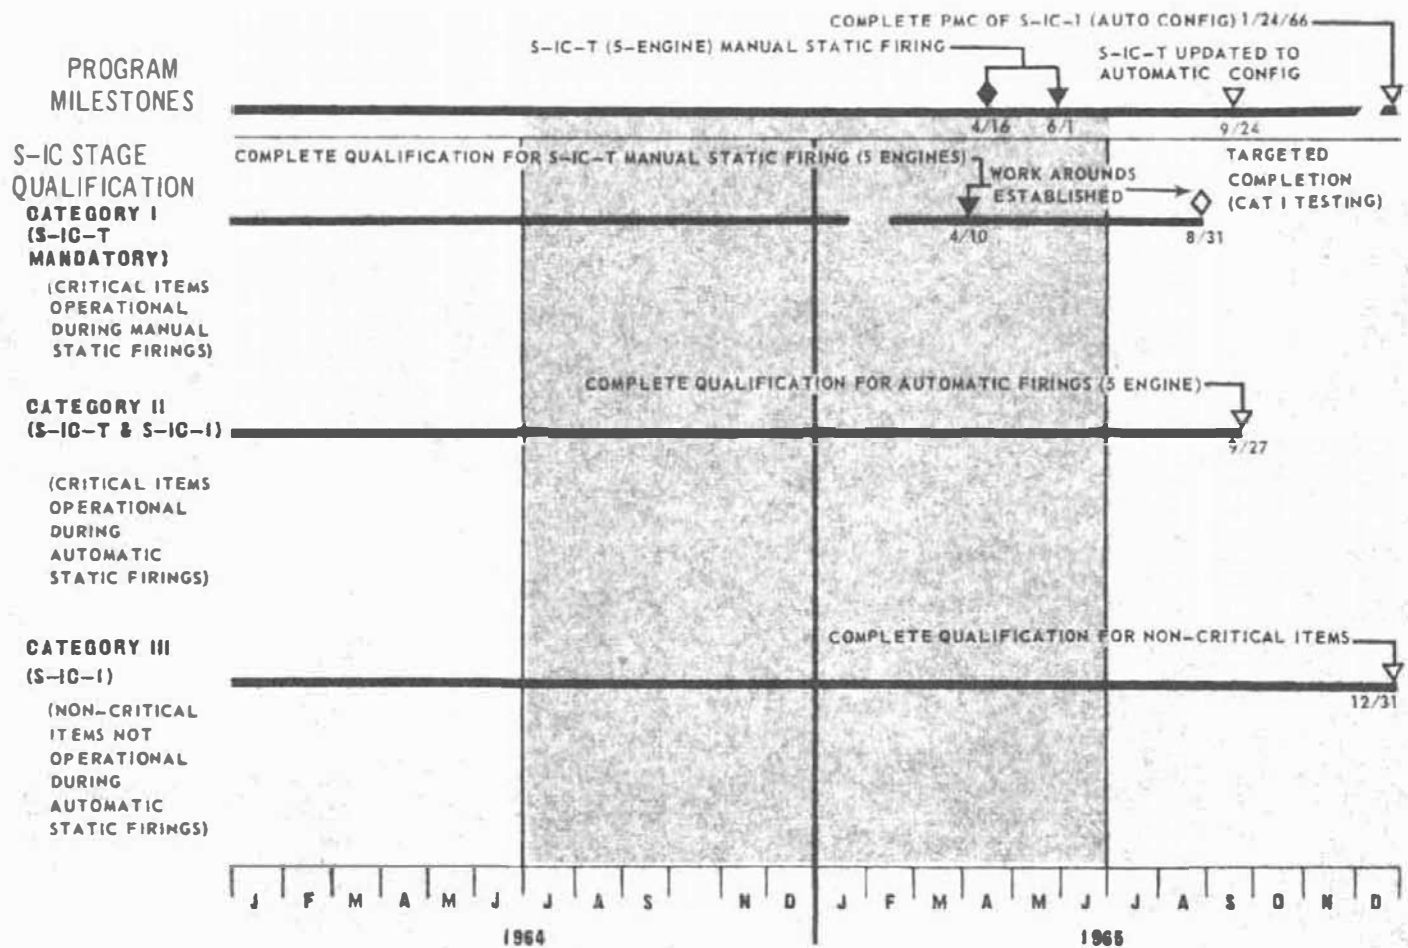 COMPLETE PMC OF S-IC-1 (AUTO CONFIG) 1/24/66
S-IC-T (5-ENGINE) MANUAL STATIC FIRING
S-IC-T UPDATED TO
AUTOMATIC CONFIG
PROGRAM
MILESTONES
4/16
6/1
9/24
S-IC STAGE
QUALIFICATION
COMPLETE QUALIFICATION FOR S-IC-T MANUAL STATIC FIRING (5 ENGINES)
WORK AROUNDS
ESTABLISHED
TARGETED
COMPLETION
(CAT I TESTING)
CATEGORY I
(S-IC-T
MANDATORY)
4/10
8/31
(CRITICAL ITEMS
OPERATIONAL
DURING MANUAL
STATIC FIRINGS)
COMPLETE QUALIFICATION FOR AUTOMATIC FIRINGS (5 ENGINE)
CATEGORY II
(S-IC-T & S-IC-1)
9/27
(CRITICAL ITEMS
OPERATIONAL
DURING
AUTOMATIC
STATIC FIRINGS)
COMPLETE QUALIFICATION FOR NON-CRITICAL ITEMS
CATEGORY III
(S-IC-1)
12/31
(NON-CRITICAL
ITEMS NOT
OPERATIONAL
DURING
AUTOMATIC
STATIC FIRINGS)
J F M A M J J A S N D J F M A M J J A S O N D
1964 1965